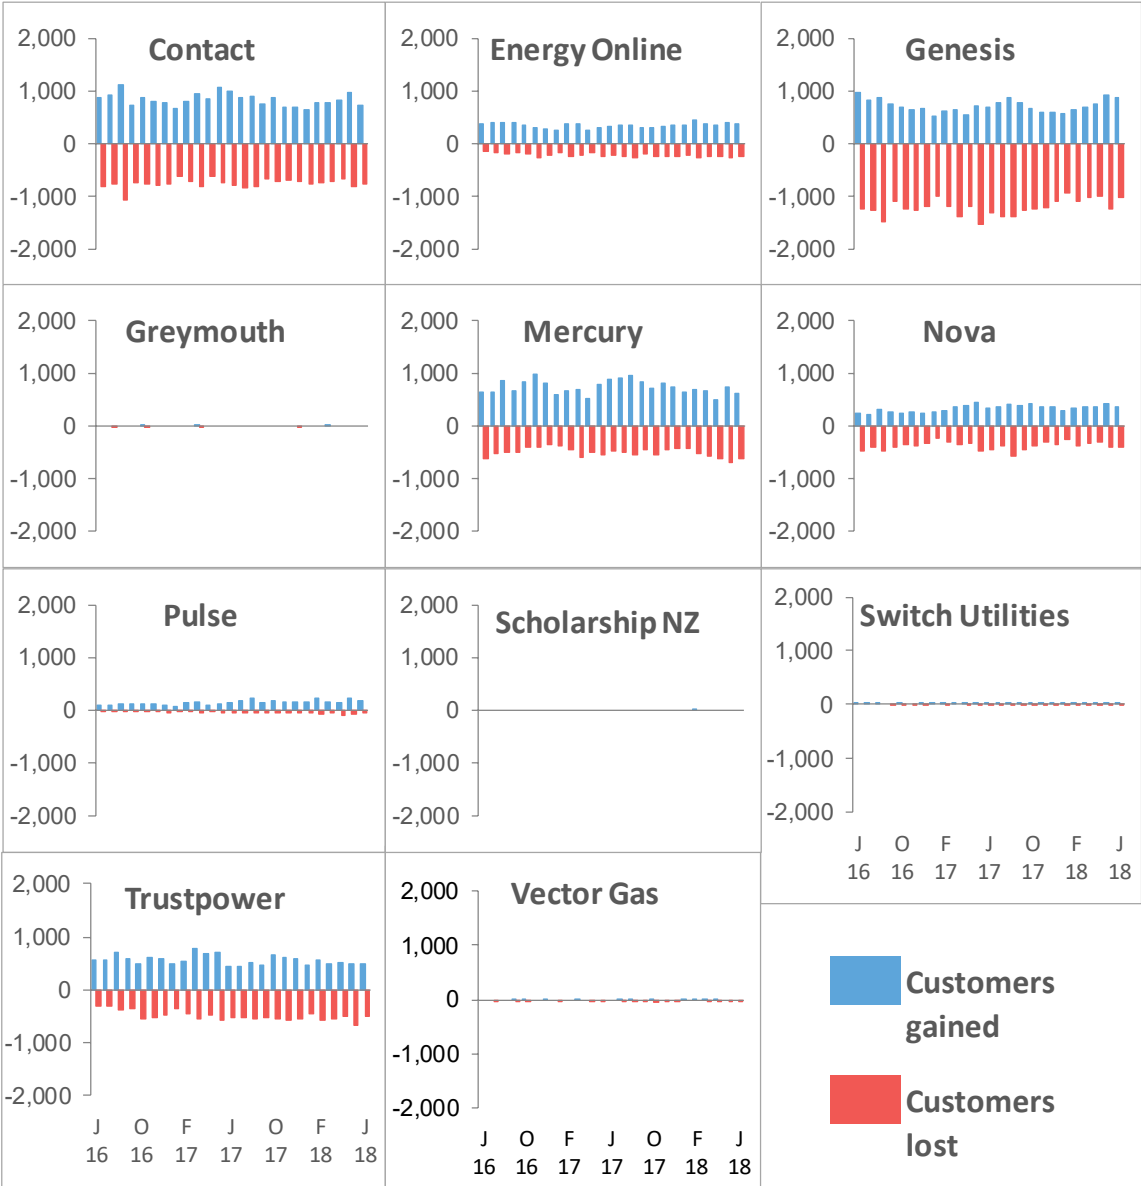 Contact
2,000
1,000
0
-1,000
-2,000
Energy Online
2,000
1,000
0
-1,000
-2,000
Genesis
2,000
1,000
0
-1,000
-2,000
Greymouth
2,000
1,000
0
-1,000
-2,000
Mercury
2,000
1,000
0
-1,000
-2,000
Nova
2,000
1,000
0
-1,000
-2,000
Pulse
2,000
1,000
0
-1,000
-2,000
Scholarship NZ
2,000
1,000
0
-1,000
-2,000
Switch Utilities
2,000
1,000
0
-1,000
-2,000
J O F J O F J
16 16 17 17 17 18 18
Trustpower
2,000
1,000
0
-1,000
-2,000
J O F J O F J
16 16 17 17 17 18 18
Vector Gas
2,000
1,000
0
-1,000
-2,000
J O F J O F J
16 16 17 17 17 18 18
Customers
gained
Customers
lost